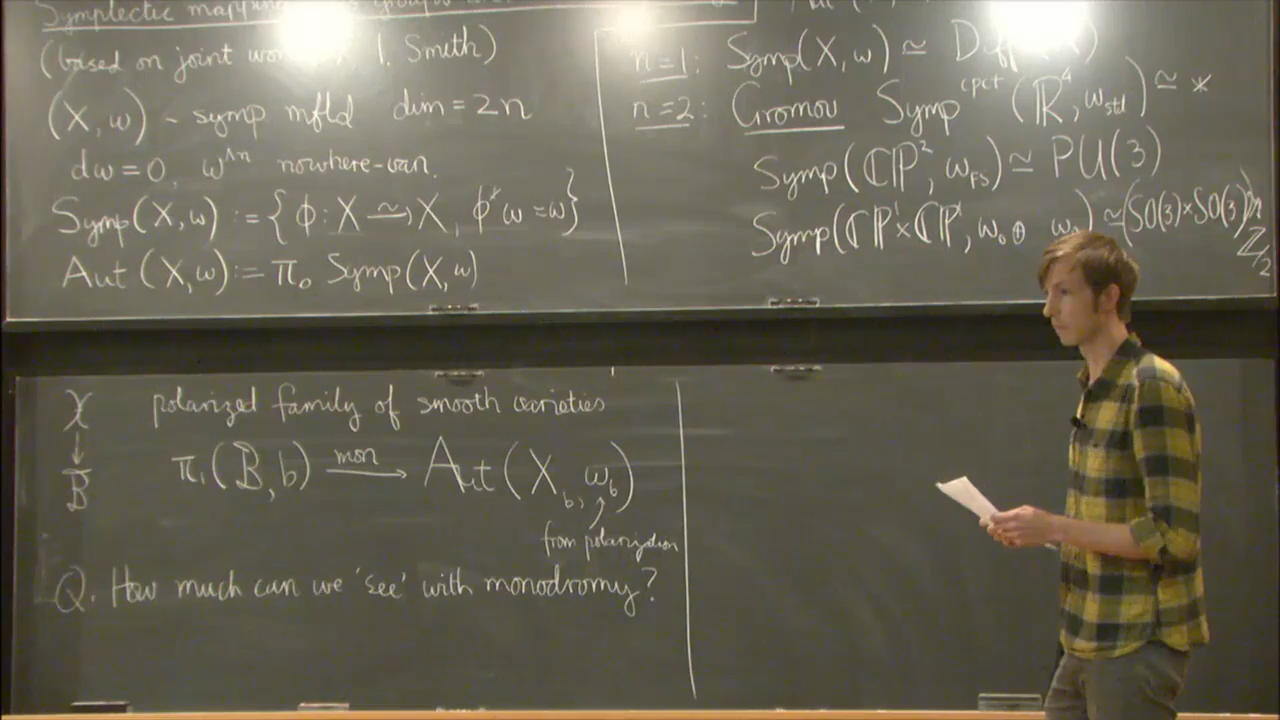 Symplectic mapping
(based on joint I. Smith)
(X, ω) - symp mfld dim = 2n
dω = 0, ω^∧n nowhere-van.
Symp(X, ω) := {ϕ: X ⥲ X, ϕ*ω = ω}
Aut(X, ω) := π₀ Symp(X, ω)
n=1: Symp(X, ω) ≃
n=2: Gromov Symp^cpct(ℝ⁴, ω_std) ≃ *
Symp(ℂℙ², ω_FS) ≃ PU(3)
Symp(ℂℙ¹×ℂℙ¹, ω₀⊕ ≃ (SO(3)×SO(3))⋊ ℤ/2
𝒳 ↓ B polarized family of smooth varieties
π₁(B, b) —mon→ Aut(X_b, ω_b)
from polarization
Q. How much can we 'see' with monodromy?